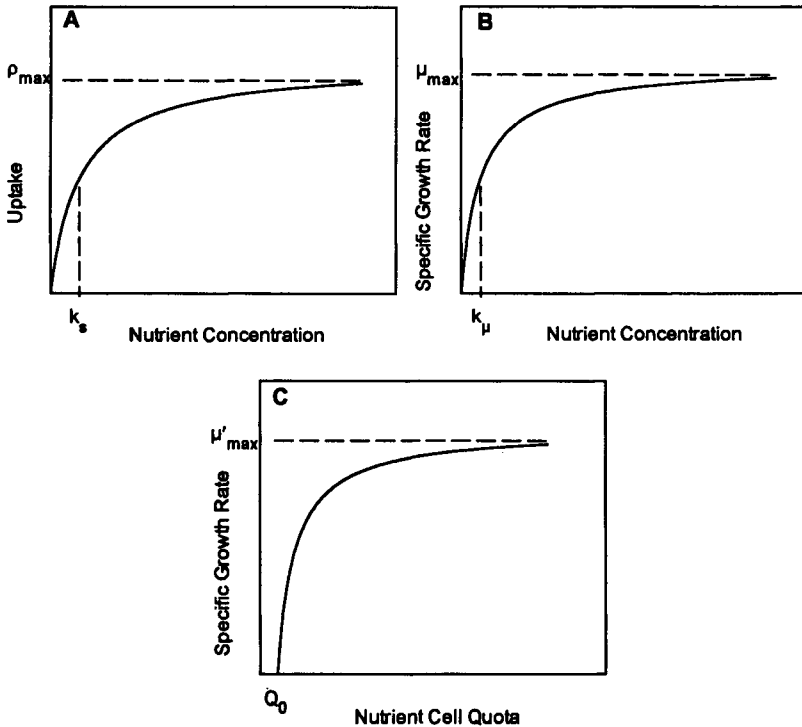 A
ρmax
Uptake
ks
Nutrient Concentration
B
μmax
Specific Growth Rate
kμ
Nutrient Concentration
C
μ'max
Specific Growth Rate
Q0
Nutrient Cell Quota